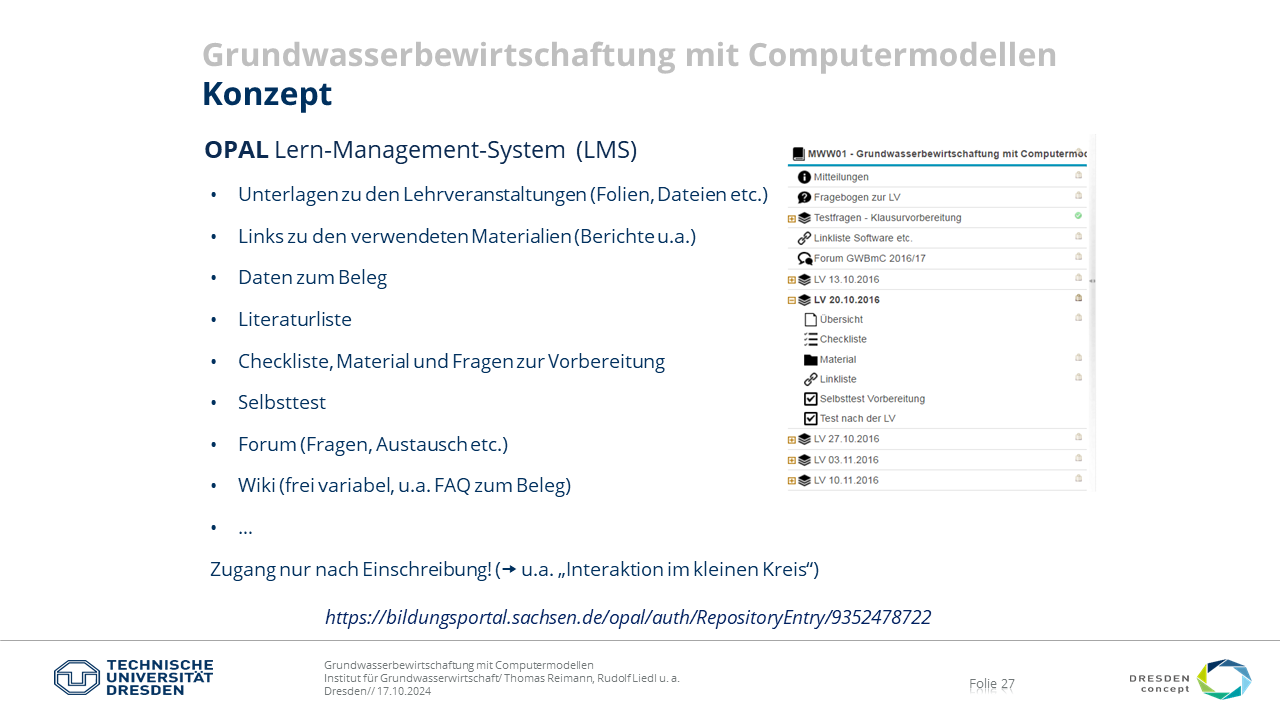 Grundwasserbewirtschaftung mit Computermodellen
Konzept
OPAL Lern-Management-System (LMS)
• Unterlagen zu den Lehrveranstaltungen (Folien, Dateien etc.)
• Links zu den verwendeten Materialien (Berichte u.a.)
• Daten zum Beleg
• Literaturliste
• Checkliste, Material und Fragen zur Vorbereitung
• Selbsttest
• Forum (Fragen, Austausch etc.)
• Wiki (frei variabel, u.a. FAQ zum Beleg)
• ...
Zugang nur nach Einschreibung! (→ u.a. „Interaktion im kleinen Kreis“)
https://bildungsportal.sachsen.de/opal/auth/RepositoryEntry/9352478722
MWW01 - Grundwasserbewirtschaftung mit Computermod
Mitteilungen
Fragebogen zur LV
Testfragen - Klausurvorbereitung
Linkliste Software etc.
Forum GWBmC 2016/17
LV 13.10.2016
LV 20.10.2016
Übersicht
Checkliste
Material
Linkliste
Selbsttest Vorbereitung
Test nach der LV
LV 27.10.2016
LV 03.11.2016
LV 10.11.2016
TECHNISCHE
UNIVERSITÄT
DRESDEN
Grundwasserbewirtschaftung mit Computermodellen
Institut für Grundwasserwirtschaft/ Thomas Reimann, Rudolf Liedl u. a.
Dresden// 17.10.2024
Folie 27
DRESDEN
concept